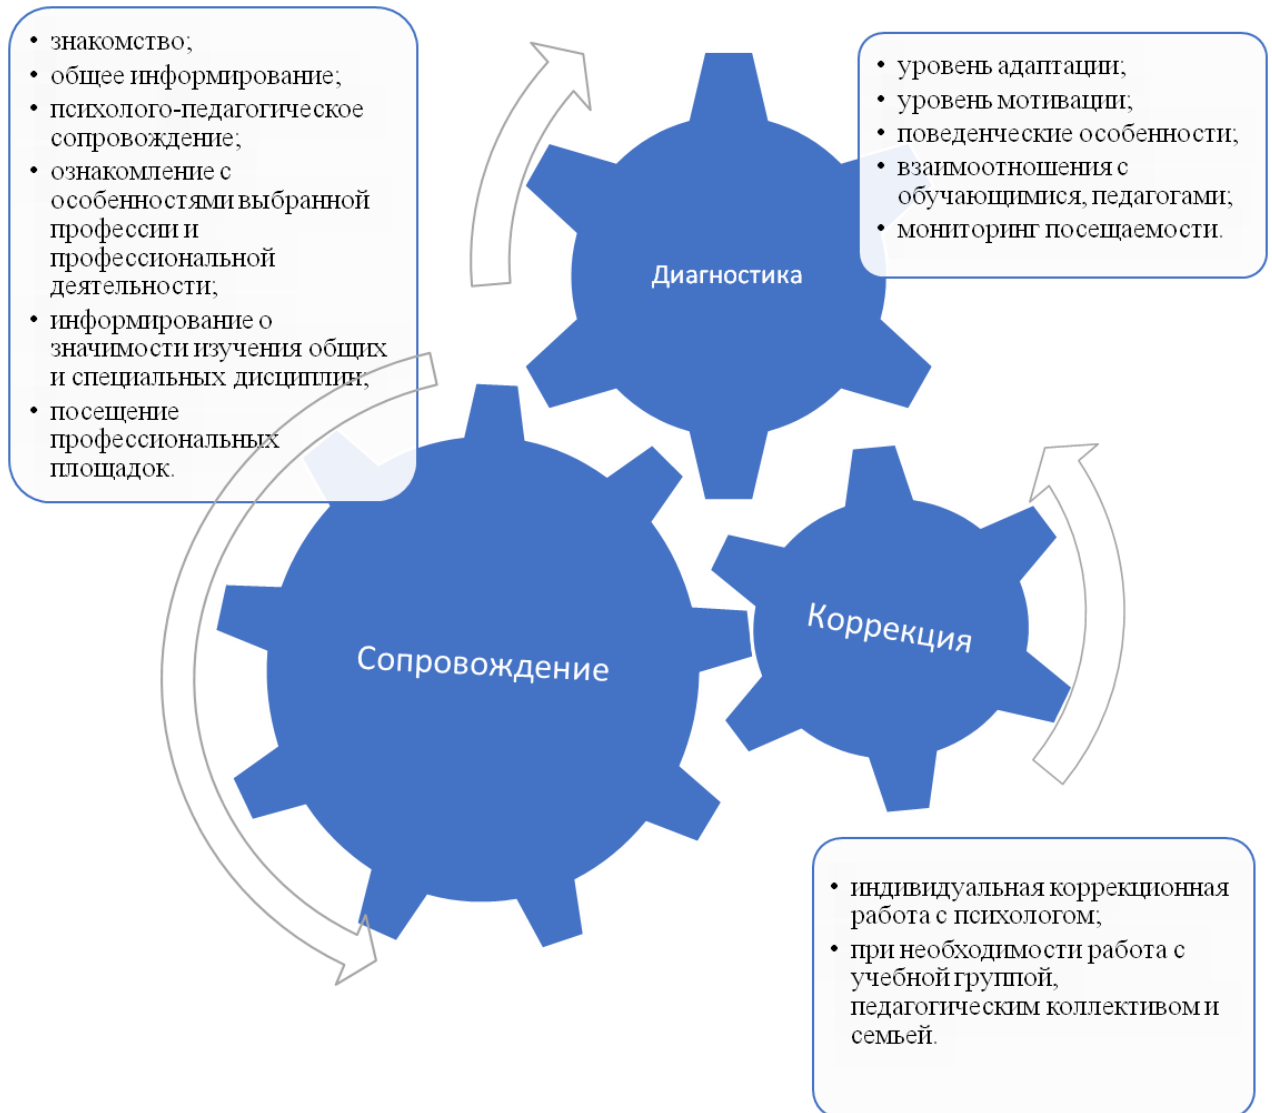 • знакомство;
• общее информирование;
• психолого-педагогическое
сопровождение;
• ознакомление с
особенностями выбранной
профессии и
профессиональной
деятельности;
• информирование о
значимости изучения общих
и специальных дисциплин;
• посещение
профессиональных
площадок.
• уровень адаптации;
• уровень мотивации;
• поведенческие особенности;
• взаимоотношения с
обучающимися, педагогами;
• мониторинг посещаемости.
Диагностика
Сопровождение
Коррекция
• индивидуальная коррекционная
работа с психологом;
• при необходимости работа с
учебной группой,
педагогическим коллективом и
семьей.